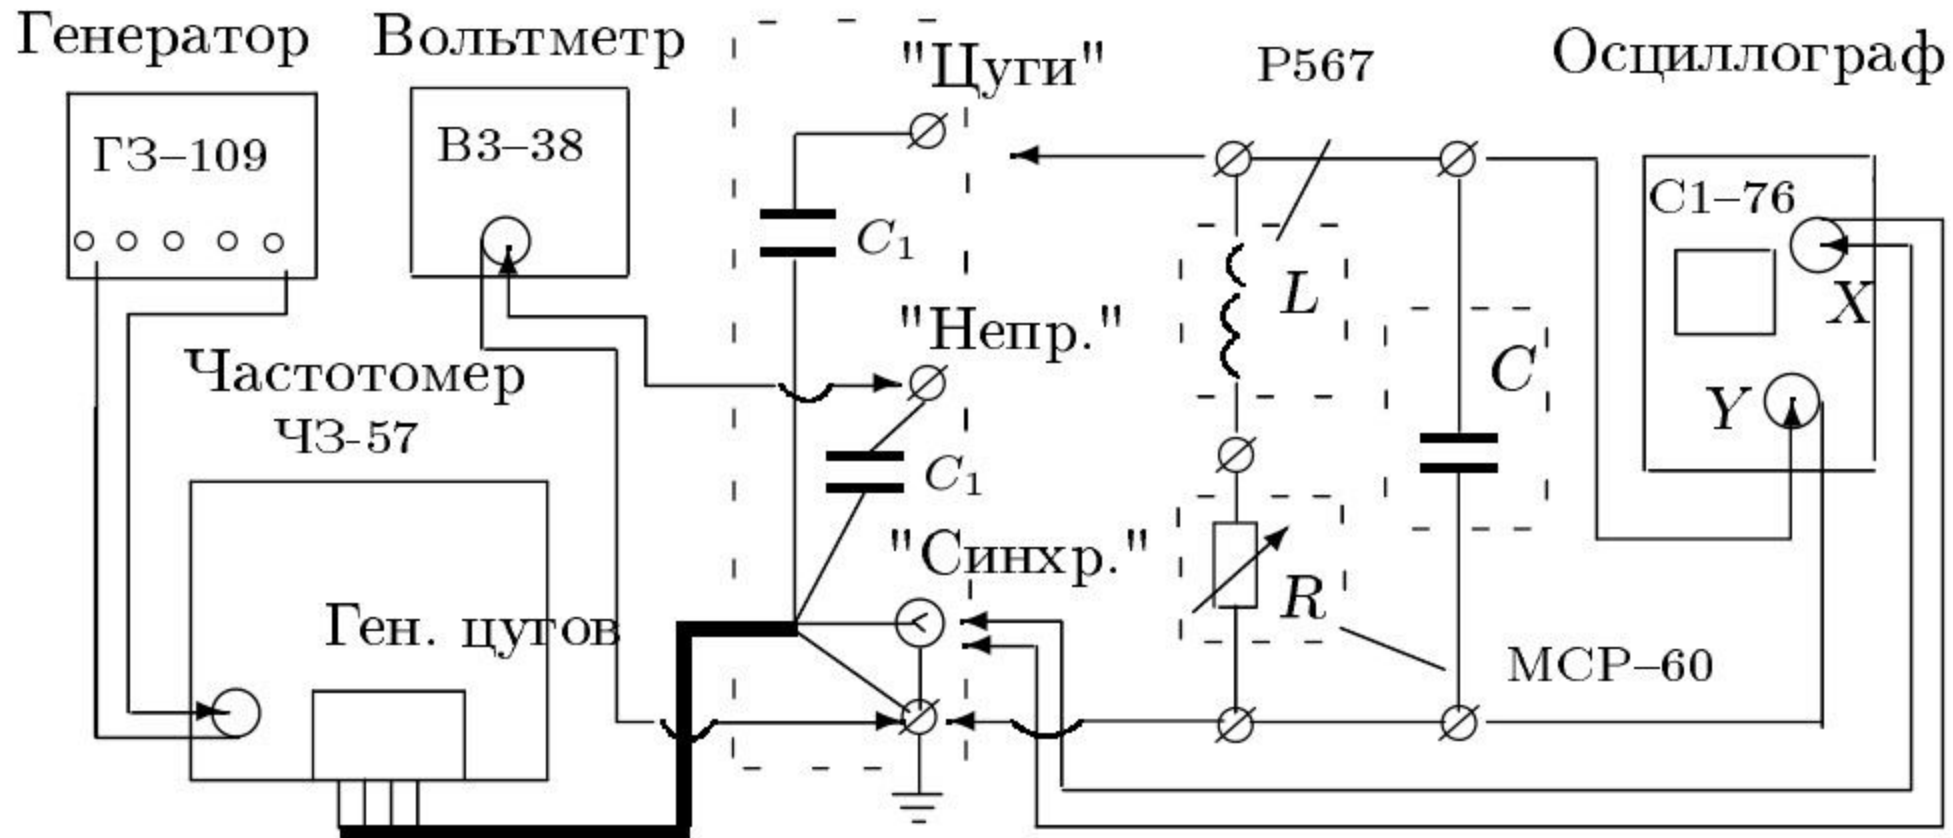 Генератор
Вольтметр
"Цуги"
Р567
Осциллограф
ГЗ–109
В3–38
С1–76
C1
L
X
"Непр."
Частотомер
ЧЗ-57
C
Y
C1
"Синхр."
R
Ген. цугов
МСР–60